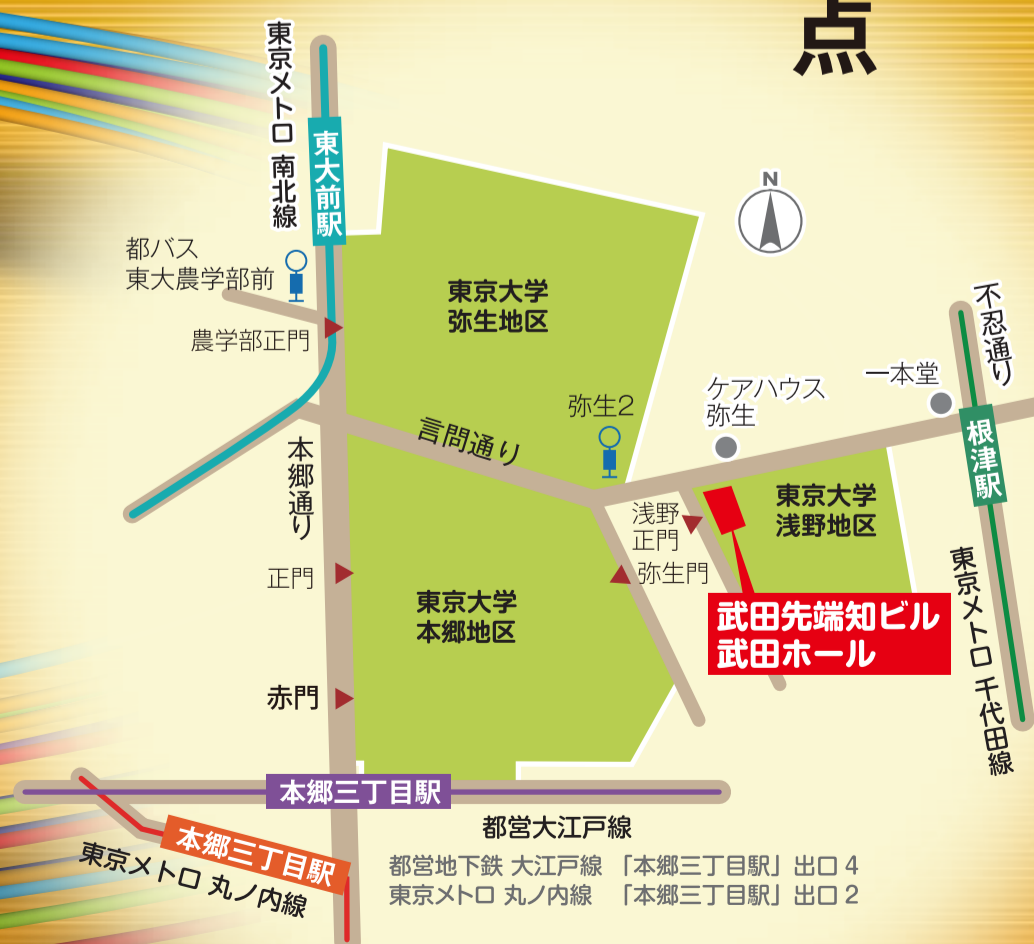 点
東京メトロ 南北線
東大前駅
N
都バス
東大農学部前
農学部正門
東京大学
弥生地区
不忍通り
一本堂
ケアハウス
弥生
弥生2
言問通り
本郷通り
根津駅
東京大学
浅野地区
浅野
正門
弥生門
正門
東京大学
本郷地区
武田先端知ビル
武田ホール
東京メトロ 千代田線
赤門
本郷三丁目駅
都営大江戸線
本郷三丁目駅
東京メトロ 丸ノ内線
都営地下鉄 大江戸線 「本郷三丁目駅」出口4
東京メトロ 丸ノ内線 「本郷三丁目駅」出口2